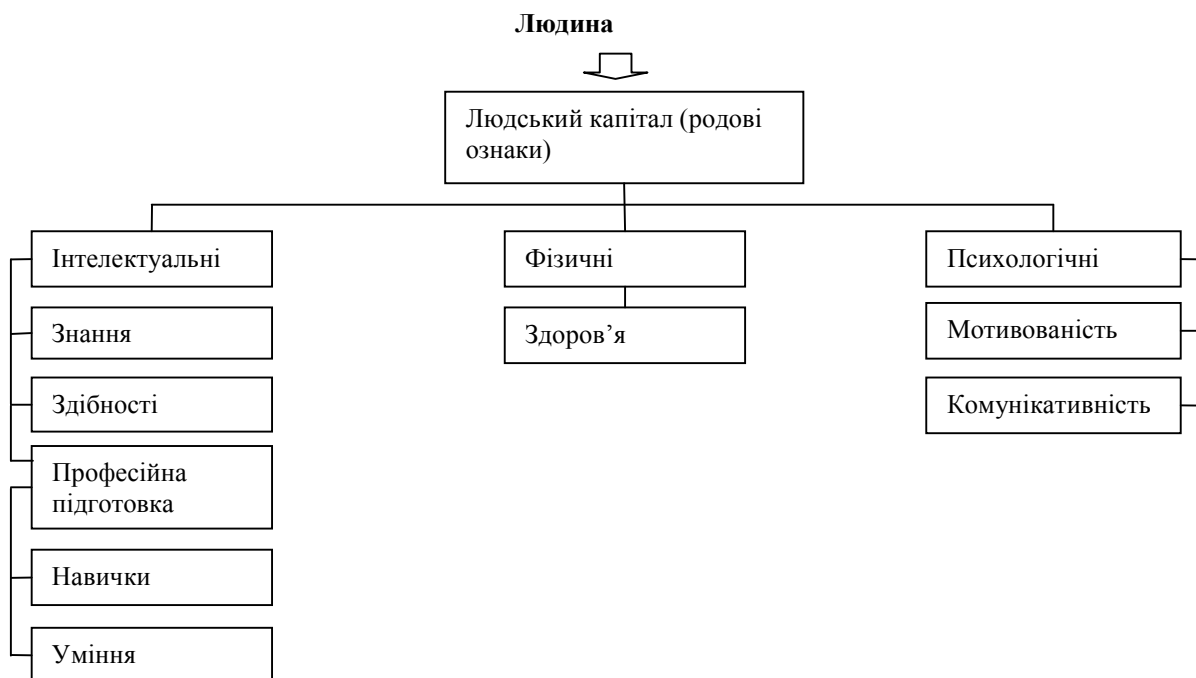 Людина
Людський капітал (родові
ознаки)
Інтелектуальні
Фізичні
Психологічні
Знання
Здоров’я
Мотивованість
Здібності
Комунікативність
Професійна
підготовка
Навички
Уміння